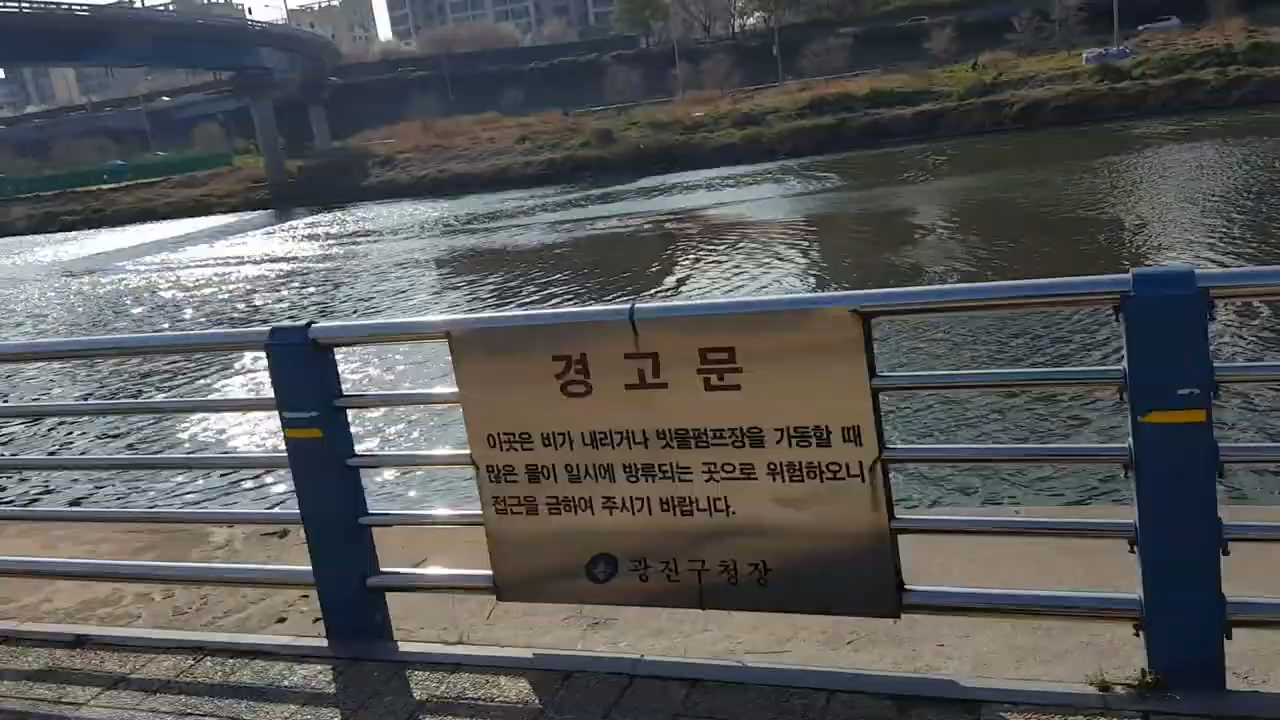 경고문
이곳은 비가 내리거나 빗물펌프장을 가동할 때
많은 물이 일시에 방류되는 곳으로 위험하오니
접근을 금하여 주시기 바랍니다.
광진구청장